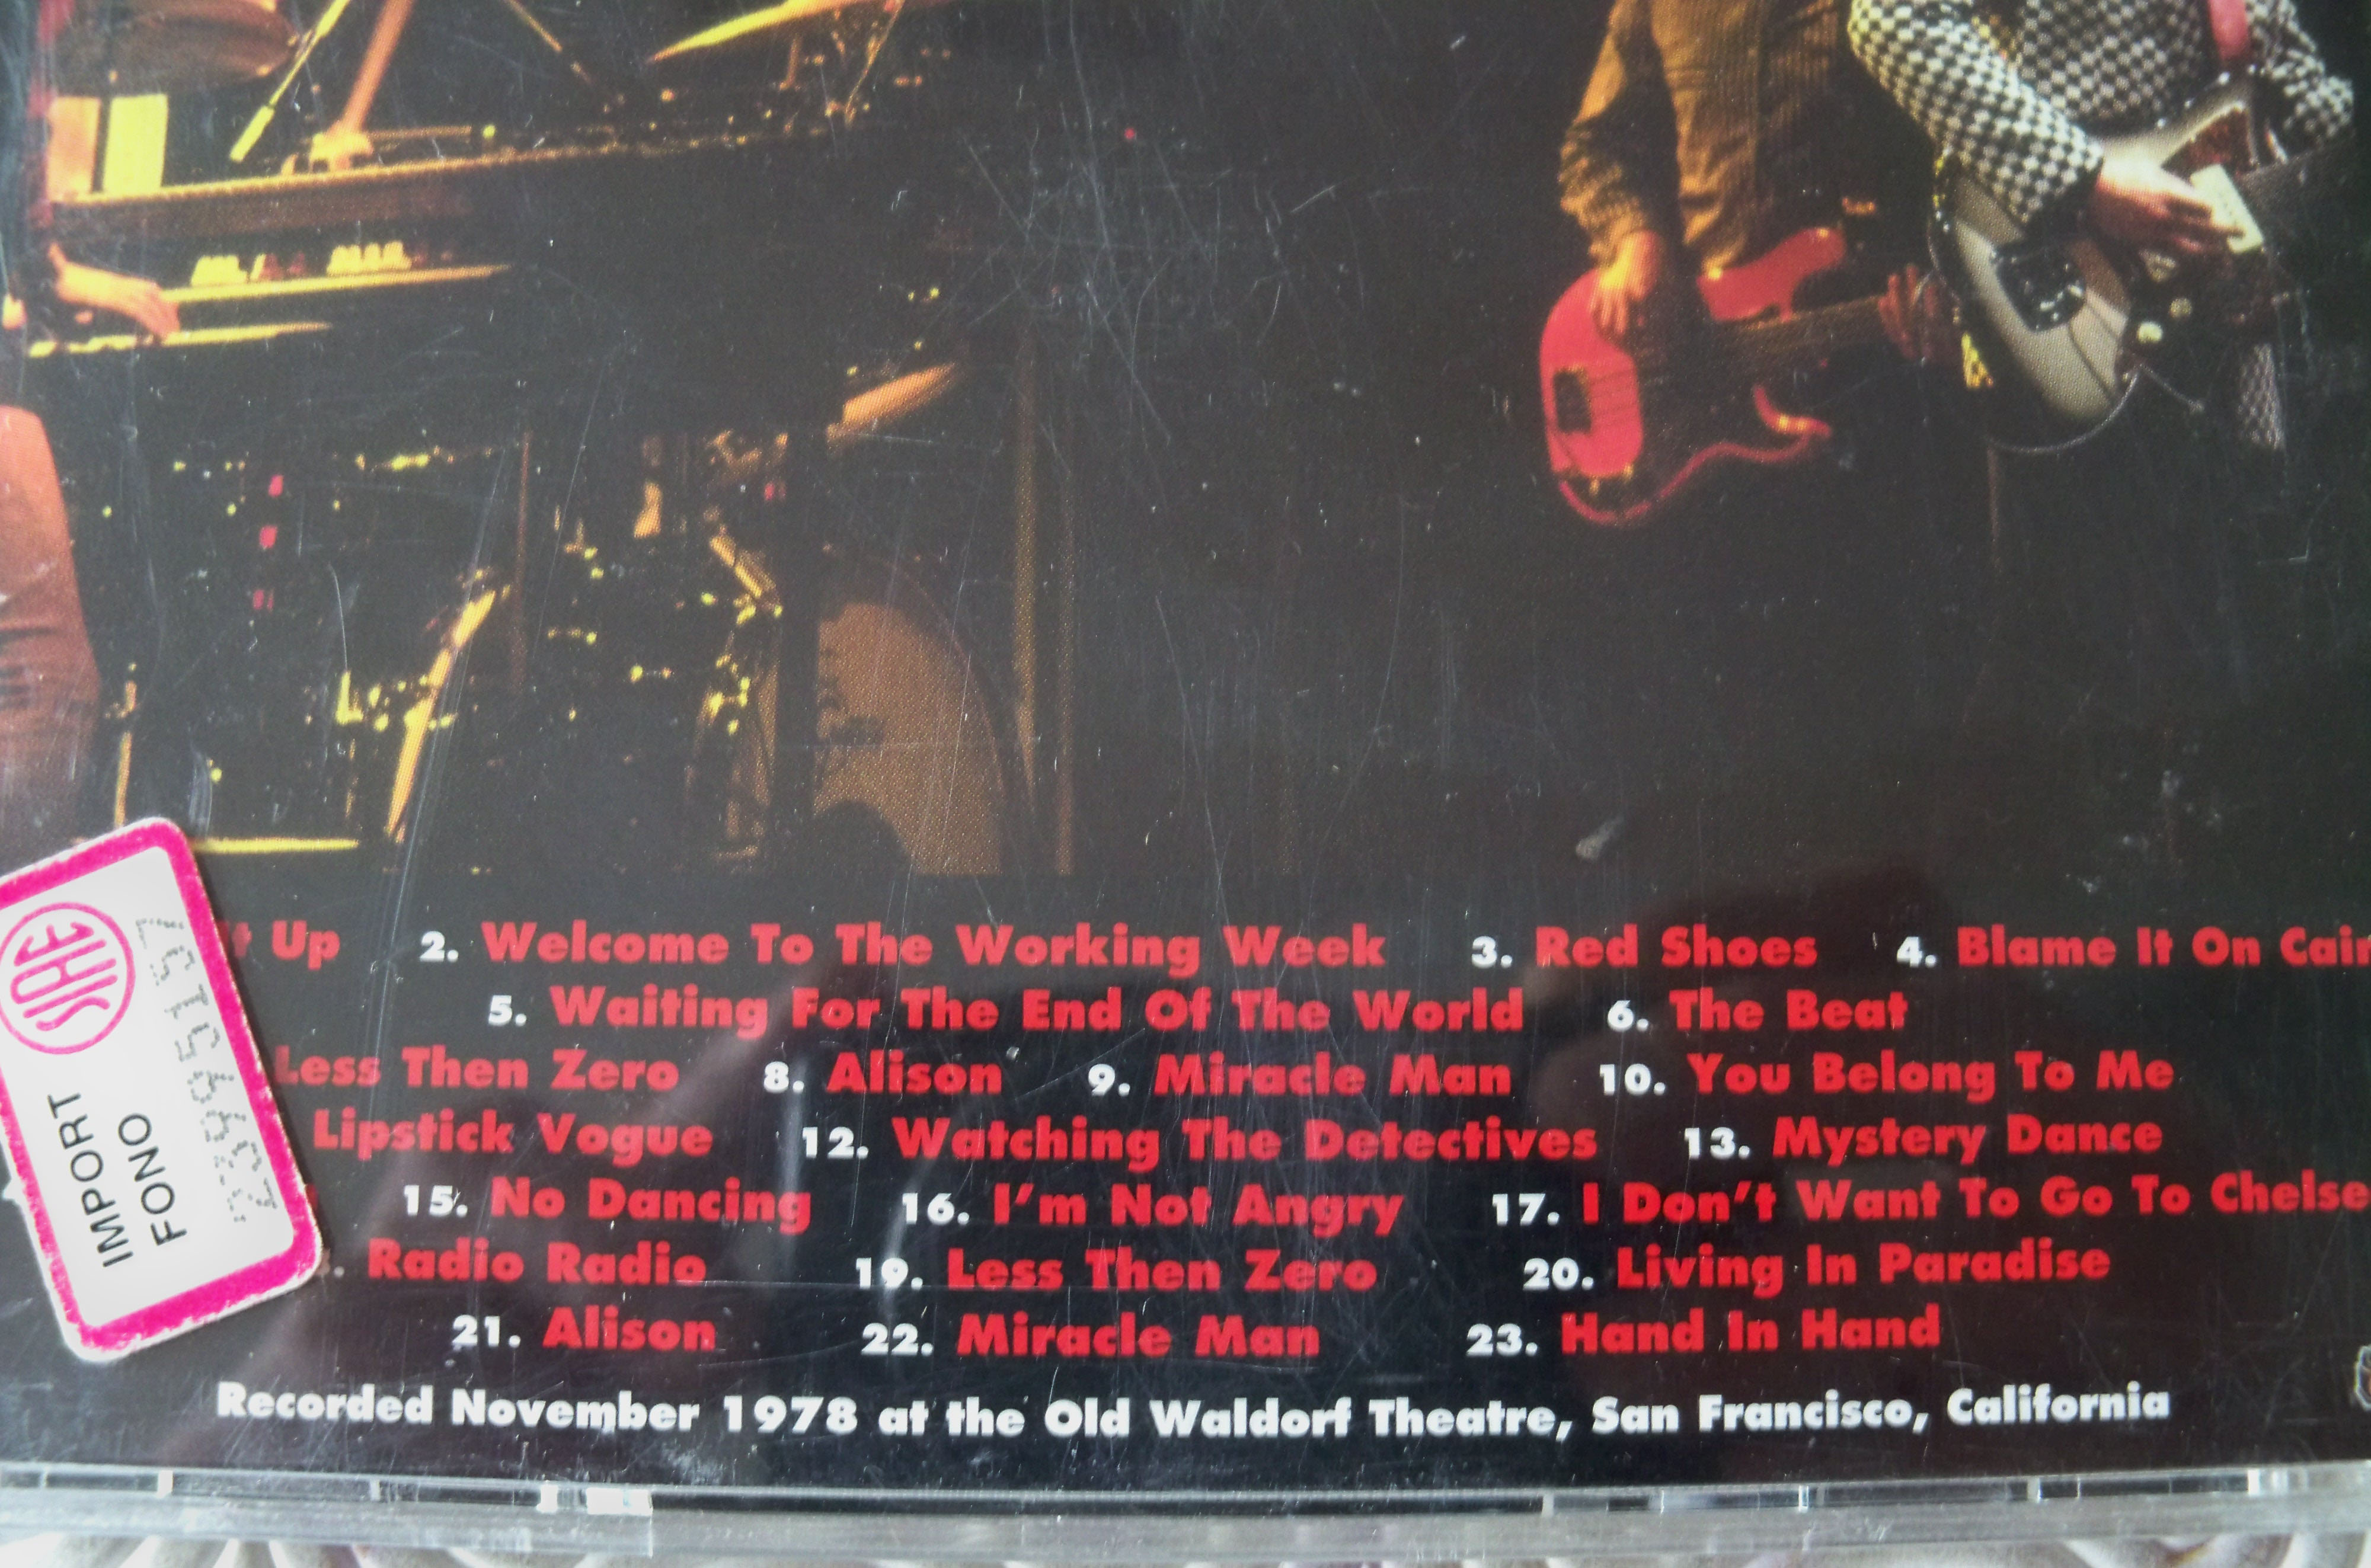 Up 2. Welcome To The Working Week 3. Red Shoes 4. Blame It On
5. Waiting For The End Of The World 6. The Beat
Less Then Zero 8. Alison 9. Miracle Man 10. You Belong To Me
Lipstick Vogue 12. Watching The Detectives 13. Mystery Dance
15. No Dancing 16. I'm Not Angry 17. I Don't Want To Go To Chelse
Radio Radio 19. Less Then Zero 20. Living In Paradise
21. Alison 22. Miracle Man 23. Hand In Hand
Recorded November 1978 at the Old Waldorf Theatre, San Francisco, California
SIAE
IMPORT
FONO
23995157